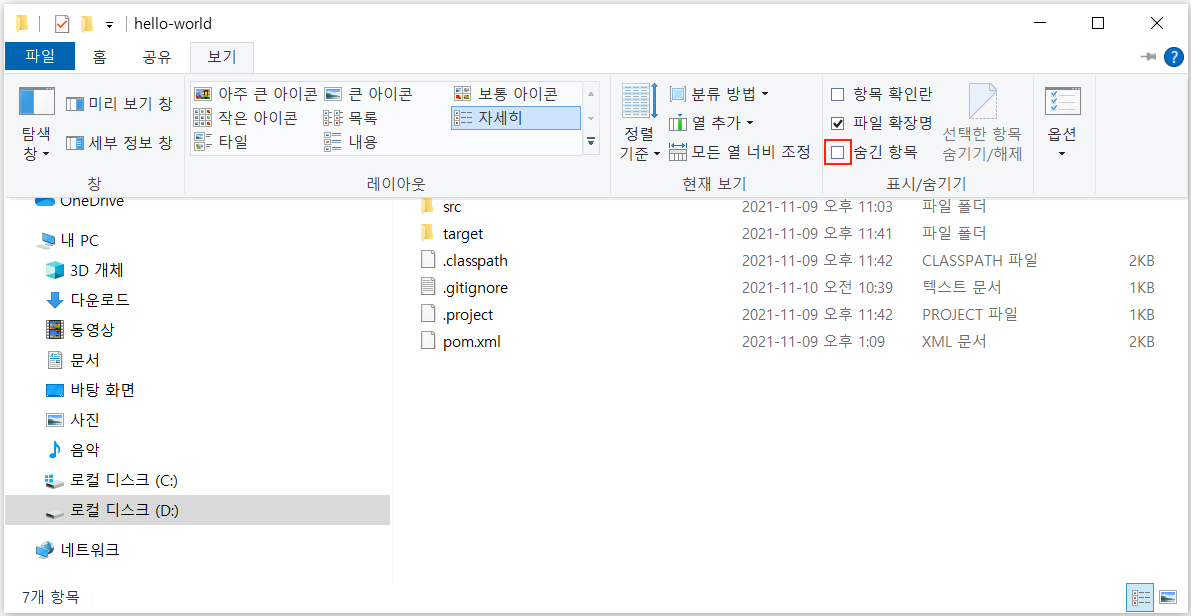 hello-world
파일 홈 공유 보기
탐색 창
미리 보기 창
세부 정보 창
창
아주 큰 아이콘 큰 아이콘 보통 아이콘
작은 아이콘 목록 자세히
타일 내용
레이아웃
정렬 기준
분류 방법
열 추가
모든 열 너비 조정
현재 보기
항목 확인란
파일 확장명
숨긴 항목
선택한 항목
숨기기/해제
표시/숨기기
옵션
OneDrive
내 PC
3D 개체
다운로드
동영상
문서
바탕 화면
사진
음악
로컬 디스크 (C:)
로컬 디스크 (D:)
네트워크
src 2021-11-09 오후 11:03 파일 폴더
target 2021-11-09 오후 11:41 파일 폴더
.classpath 2021-11-09 오후 11:42 CLASSPATH 파일 2KB
.gitignore 2021-11-10 오전 10:39 텍스트 문서 1KB
.project 2021-11-09 오후 11:42 PROJECT 파일 1KB
pom.xml 2021-11-09 오후 1:09 XML 문서 2KB
7개 항목